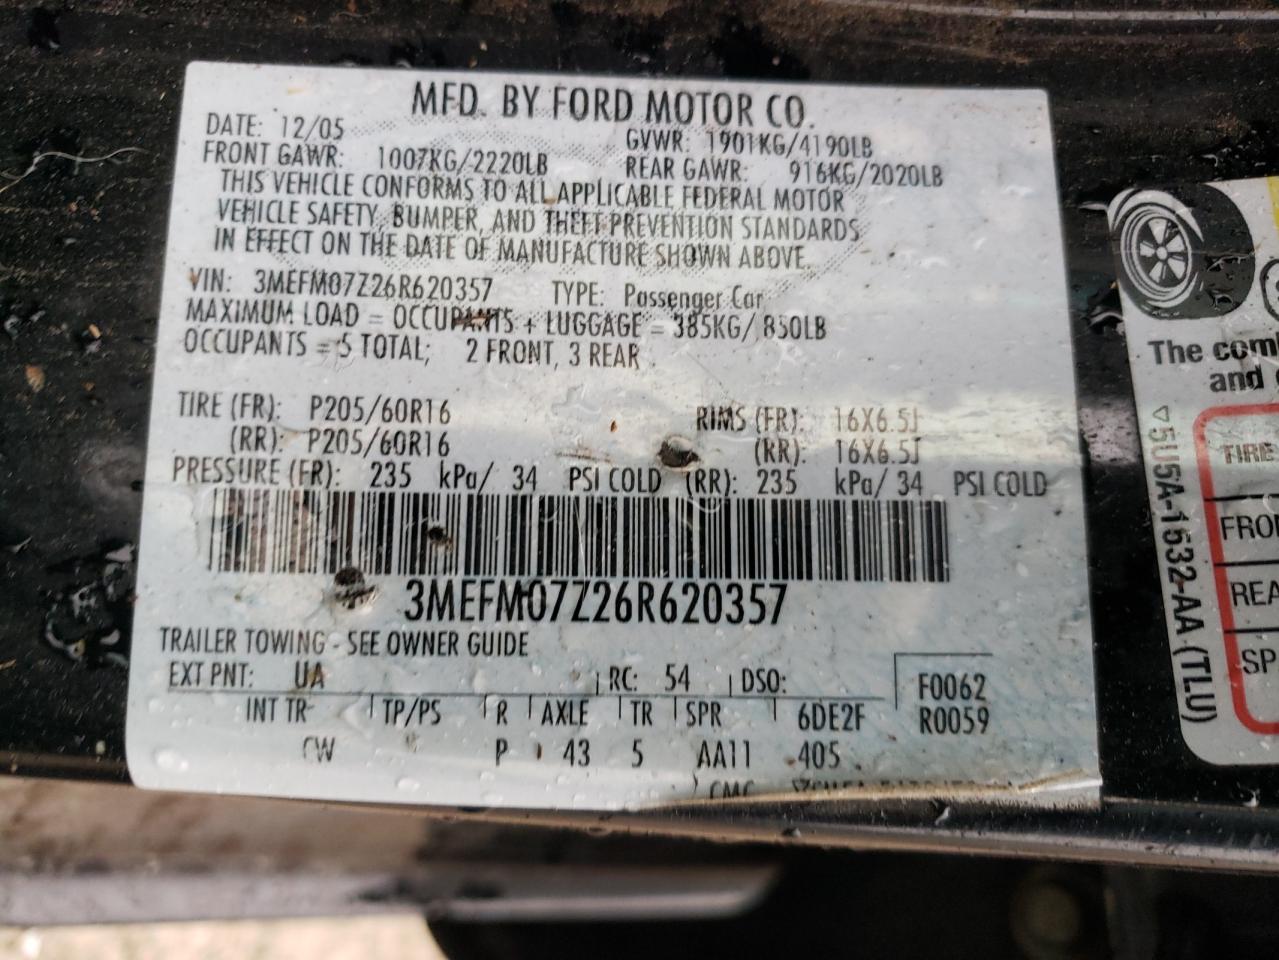 MFD. BY FORD MOTOR CO.
DATE: 12/05 GVWR: 1901KG/4190LB
FRONT GAWR: 1007KG/2220LB REAR GAWR: 916KG/2020LB
THIS VEHICLE CONFORMS TO ALL APPLICABLE FEDERAL MOTOR
VEHICLE SAFETY, BUMPER, AND THEFT PREVENTION STANDARDS
IN EFFECT ON THE DATE OF MANUFACTURE SHOWN ABOVE.
VIN: 3MEFM07Z26R620357 TYPE: Passenger Car
MAXIMUM LOAD = OCCUPANTS + LUGGAGE = 385KG/ 850LB
OCCUPANTS = 5 TOTAL; 2 FRONT, 3 REAR
TIRE (FR): P205/60R16 RIMS (FR): 16X6.5J
(RR): P205/60R16 (RR): 16X6.5J
PRESSURE (FR): 235 kPa/ 34 PSI COLD (RR): 235 kPa/ 34 PSI COLD
3MEFM07Z26R620357
TRAILER TOWING - SEE OWNER GUIDE
EXT PNT: UA RC: 54 DSO: F0062
INT TR TP/PS R AXLE TR SPR 6DE2F R0059
CW P 43 5 AA11 405
CMC
The
and
5U5A-1532-AA (TLU)
TIRE